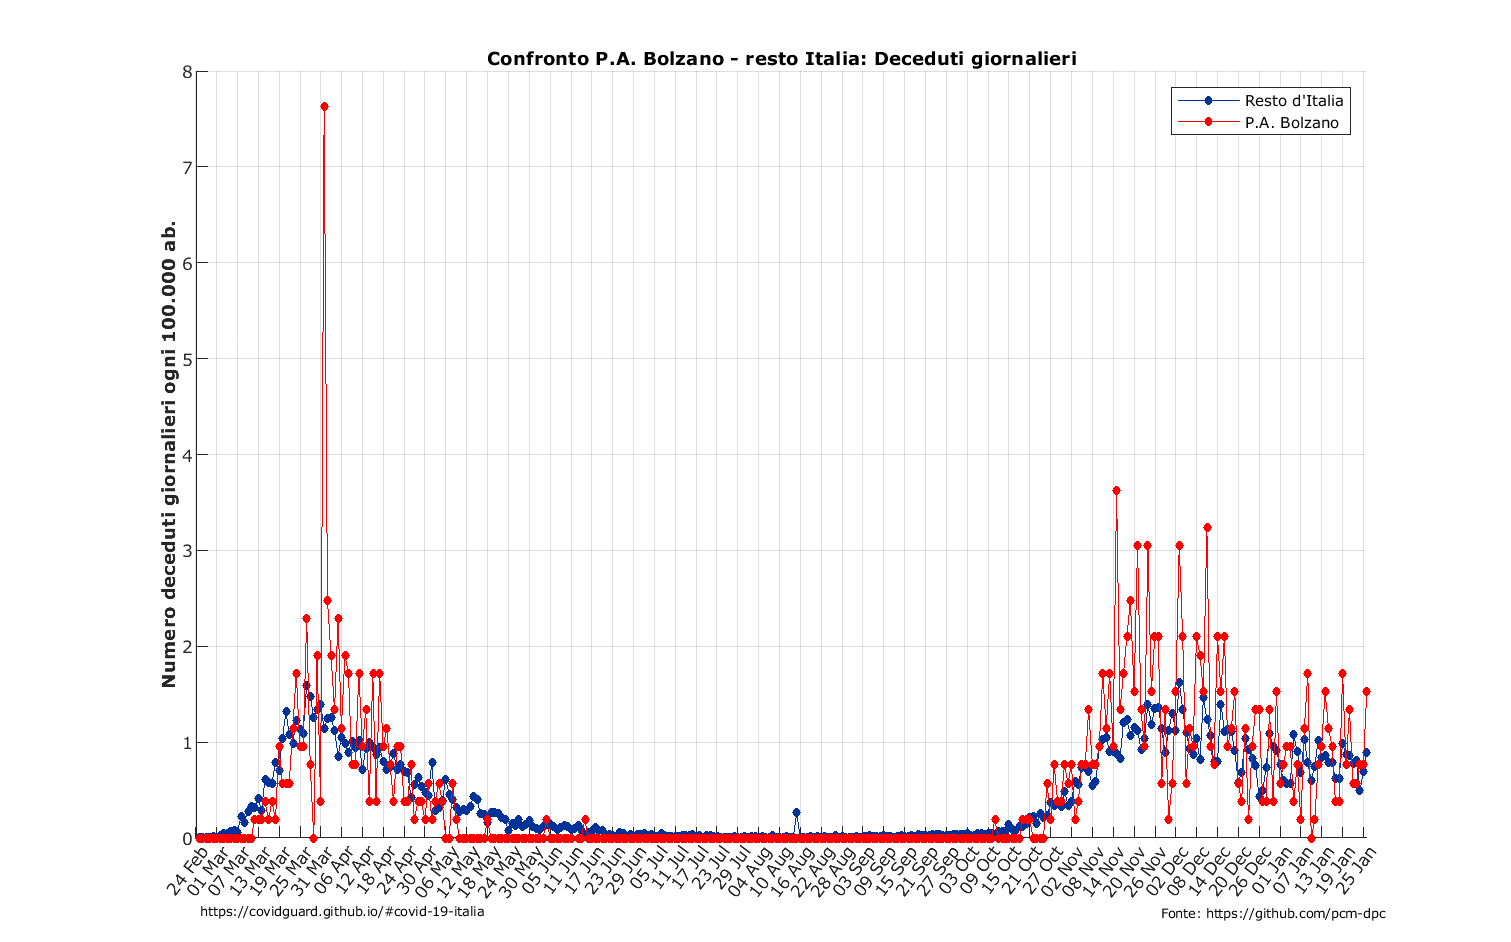 Confronto P.A. Bolzano - resto Italia: Deceduti giornalieri
Resto d'Italia
P.A. Bolzano
Numero deceduti giornalieri ogni 100.000 ab.
8
7
6
5
4
3
2
1
0
24 Feb
01 Mar
07 Mar
13 Mar
19 Mar
25 Mar
31 Mar
06 Apr
12 Apr
18 Apr
24 Apr
30 Apr
06 May
12 May
18 May
24 May
30 May
05 Jun
11 Jun
17 Jun
23 Jun
29 Jun
05 Jul
11 Jul
17 Jul
23 Jul
29 Jul
04 Aug
10 Aug
16 Aug
22 Aug
28 Aug
03 Sep
09 Sep
15 Sep
21 Sep
27 Sep
03 Oct
09 Oct
15 Oct
21 Oct
27 Oct
02 Nov
08 Nov
14 Nov
20 Nov
26 Nov
02 Dec
08 Dec
14 Dec
20 Dec
26 Dec
01 Jan
07 Jan
13 Jan
19 Jan
25 Jan
https://covidguard.github.io/#covid-19-italia
Fonte: https://github.com/pcm-dpc